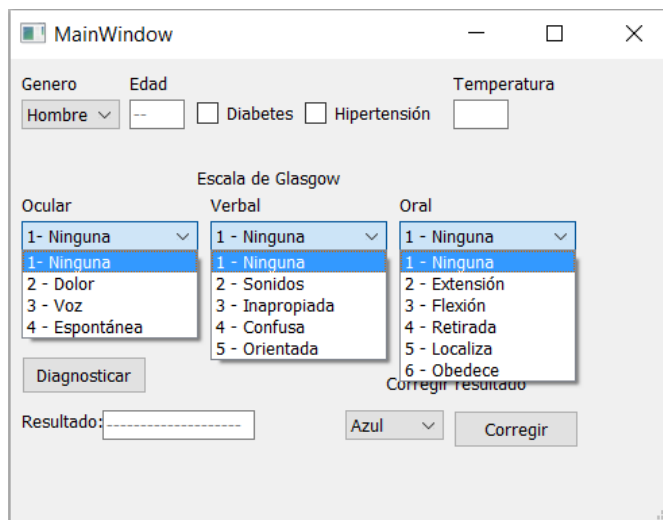 MainWindow
Genero Edad Temperatura
Hombre -- Diabetes Hipertensión
Escala de Glasgow
Ocular Verbal Oral
1- Ninguna 1 - Ninguna 1 - Ninguna
1- Ninguna 1 - Ninguna 1 - Ninguna
2 - Dolor 2 - Sonidos 2 - Extensión
3 - Voz 3 - Inapropiada 3 - Flexión
4 - Espontánea 4 - Confusa 4 - Retirada
5 - Orientada 5 - Localiza
6 - Obedece
Diagnosticar Corregir resultado
Resultado: -------------------- Azul Corregir